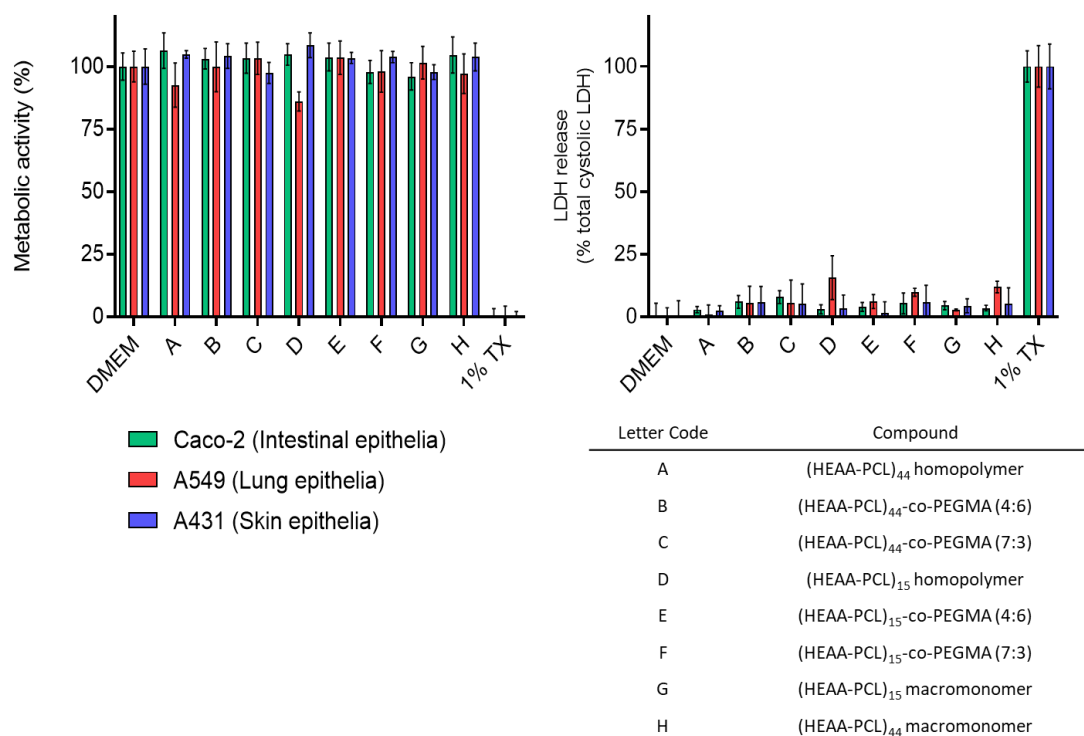 Metabolic activity (%)
100
75
50
25
0
DMEM
A
B
C
D
E
F
G
H
1% TX
LDH release
(% total cystolic LDH)
100
75
50
25
0
DMEM
A
B
C
D
E
F
G
H
1% TX
Caco-2 (Intestinal epithelia)
A549 (Lung epithelia)
A431 (Skin epithelia)
Letter Code Compound
A (HEAA-PCL)₄₄ homopolymer
B (HEAA-PCL)₄₄-co-PEGMA (4:6)
C (HEAA-PCL)₄₄-co-PEGMA (7:3)
D (HEAA-PCL)₁₅ homopolymer
E (HEAA-PCL)₁₅-co-PEGMA (4:6)
F (HEAA-PCL)₁₅-co-PEGMA (7:3)
G (HEAA-PCL)₁₅ macromonomer
H (HEAA-PCL)₄₄ macromonomer